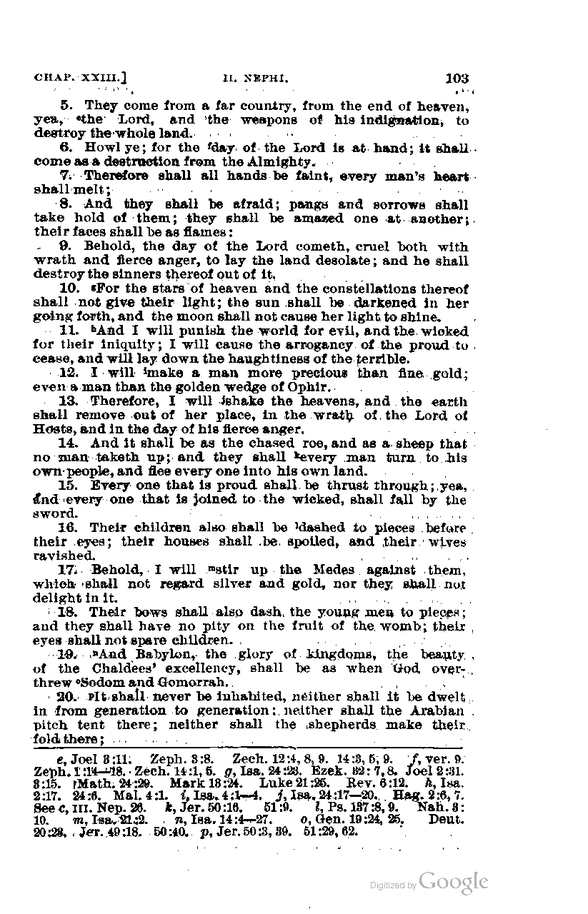 CHAP. XXIII.] II. NEPHI. 103
5. They come from a far country, from the end of heaven,
yea, ᵉthe Lord, and the weapons of his indignation, to
destroy the whole land.
6. Howl ye; for the ᶠday of the Lord is at hand; it shall
come as a destruction from the Almighty.
7. Therefore shall all hands be faint, every man's heart
shall melt;
8. And they shall be afraid; pangs and sorrows shall
take hold of them; they shall be amazed one at another;
their faces shall be as flames:
9. Behold, the day of the Lord cometh, cruel both with
wrath and fierce anger, to lay the land desolate; and he shall
destroy the sinners thereof out of it.
10. ᵍFor the stars of heaven and the constellations thereof
shall not give their light; the sun shall be darkened in her
going forth, and the moon shall not cause her light to shine.
11. ʰAnd I will punish the world for evil, and the wicked
for their iniquity; I will cause the arrogancy of the proud to
cease, and will lay down the haughtiness of the terrible.
12. I will ⁱmake a man more precious than fine gold;
even a man than the golden wedge of Ophir.
13. Therefore, I will ʲshake the heavens, and the earth
shall remove out of her place, in the wrath of the Lord of
Hosts, and in the day of his fierce anger.
14. And it shall be as the chased roe, and as a sheep that
no man taketh up; and they shall ᵏevery man turn to his
own people, and flee every one into his own land.
15. Every one that is proud shall be thrust through; yea,
and every one that is joined to the wicked, shall fall by the
sword.
16. Their children also shall be ˡdashed to pieces before
their eyes; their houses shall be spoiled, and their wives
ravished.
17. Behold, I will ᵐstir up the Medes against them,
which shall not regard silver and gold, nor they shall not
delight in it.
18. Their bows shall also dash the young men to pieces;
and they shall have no pity on the fruit of the womb; their
eyes shall not spare children.
19. ⁿAnd Babylon, the glory of kingdoms, the beauty
of the Chaldees' excellency, shall be as when God over-
threw ᵒSodom and Gomorrah.
20. ᵖIt shall never be inhabited, neither shall it be dwelt
in from generation to generation: neither shall the Arabian
pitch tent there; neither shall the shepherds make their
fold there;
e, Joel 3:11. Zeph. 3:8. Zech. 12:4, 8, 9. 14:3, 5, 9. f, ver. 9.
Zeph. 1:14—18. Zech. 14:1, 5. g, Isa. 24:23. Ezek. 32:7, 8. Joel 2:31.
3:15. Math. 24:29. Mark 13:24. Luke 21:25. Rev. 6:12. h, Isa.
2:17. 24:6. Mal. 4:1. i, Isa. 4:1—4. j, Isa. 24:17—20. Hag. 2:6, 7.
See c, III. Nep. 26. k, Jer. 50:16. 51:9. l, Ps. 137:8, 9. Nah. 3:
10. m, Isa. 21:2. n, Isa. 14:4—27. o, Gen. 19:24, 25. Deut.
20:23. Jer. 49:18. 50:40. p, Jer. 50:3, 39. 51:29, 62.
Digitized by Google